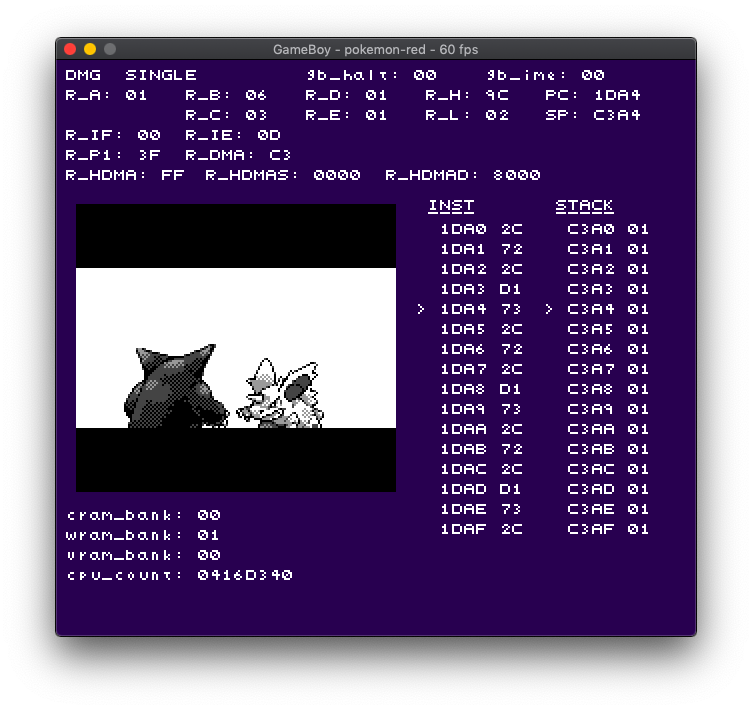 GameBoy - pokemon-red - 60 fps
DMG SINGLE gb_halt: 00 gb_ime: 00
R_A: 01 R_B: 06 R_D: 01 R_H: 9C PC: 1DA4
R_C: 03 R_E: 01 R_L: 02 SP: C3A4
R_IF: 00 R_IE: 0D
R_P1: 3F R_DMA: C3
R_HDMA: FF R_HDMAS: 0000 R_HDMAD: 8000
INST STACK
1DA0 2C C3A0 01
1DA1 72 C3A1 01
1DA2 2C C3A2 01
1DA3 D1 C3A3 01
> 1DA4 73 > C3A4 01
1DA5 2C C3A5 01
1DA6 72 C3A6 01
1DA7 2C C3A7 01
1DA8 D1 C3A8 01
1DA9 73 C3A9 01
1DAA 2C C3AA 01
1DAB 72 C3AB 01
1DAC 2C C3AC 01
1DAD D1 C3AD 01
1DAE 73 C3AE 01
1DAF 2C C3AF 01
cram_bank: 00
wram_bank: 01
vram_bank: 00
cpu_count: 0416D340